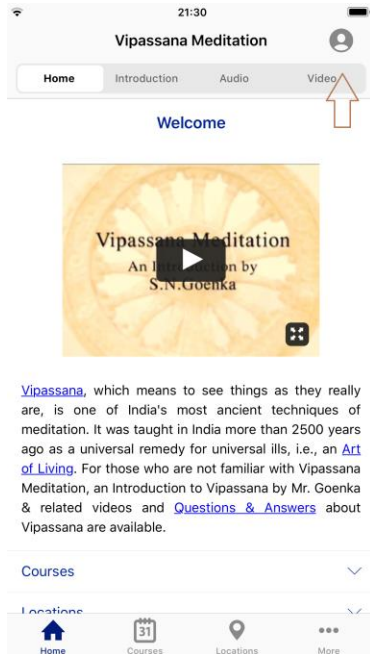 21:30
Vipassana Meditation
Home Introduction Audio Video
Welcome
Vipassana Meditation
An Introduction by
S.N.Goenka
Vipassana, which means to see things as they really
are, is one of India's most ancient techniques of
meditation. It was taught in India more than 2500 years
ago as a universal remedy for universal ills, i.e., an Art
of Living. For those who are not familiar with Vipassana
Meditation, an Introduction to Vipassana by Mr. Goenka
& related videos and Questions & Answers about
Vipassana are available.
Courses
Locations
31
Home Courses Locations More